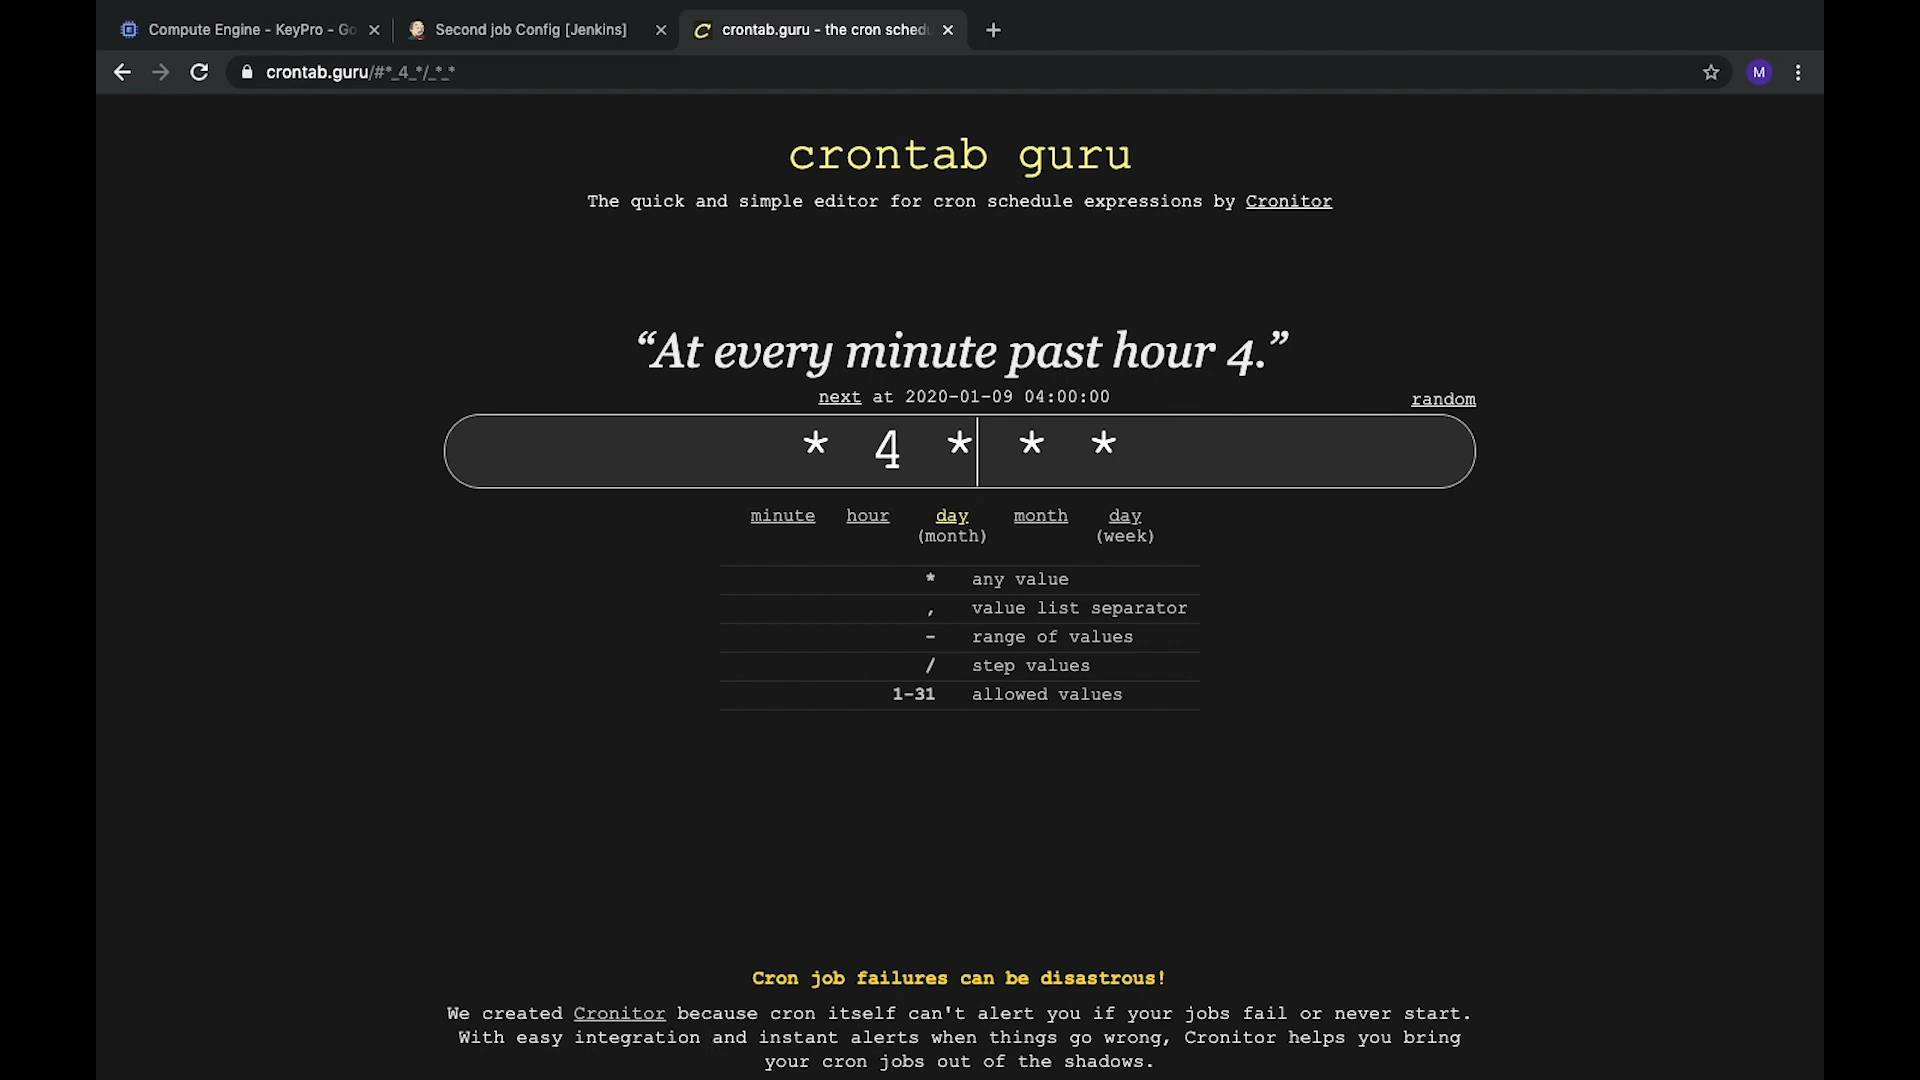 Compute Engine - KeyPro - Go
Second job Config [Jenkins]
crontab.guru - the cron sched
crontab.guru/#*_4_*/_*_*
M
crontab guru
The quick and simple editor for cron schedule expressions by Cronitor
“At every minute past hour 4.”
next at 2020-01-09 04:00:00
random
* 4 * * *
minute hour day month day
(month) (week)
* any value
, value list separator
- range of values
/ step values
1-31 allowed values
Cron job failures can be disastrous!
We created Cronitor because cron itself can't alert you if your jobs fail or never start.
With easy integration and instant alerts when things go wrong, Cronitor helps you bring
your cron jobs out of the shadows.